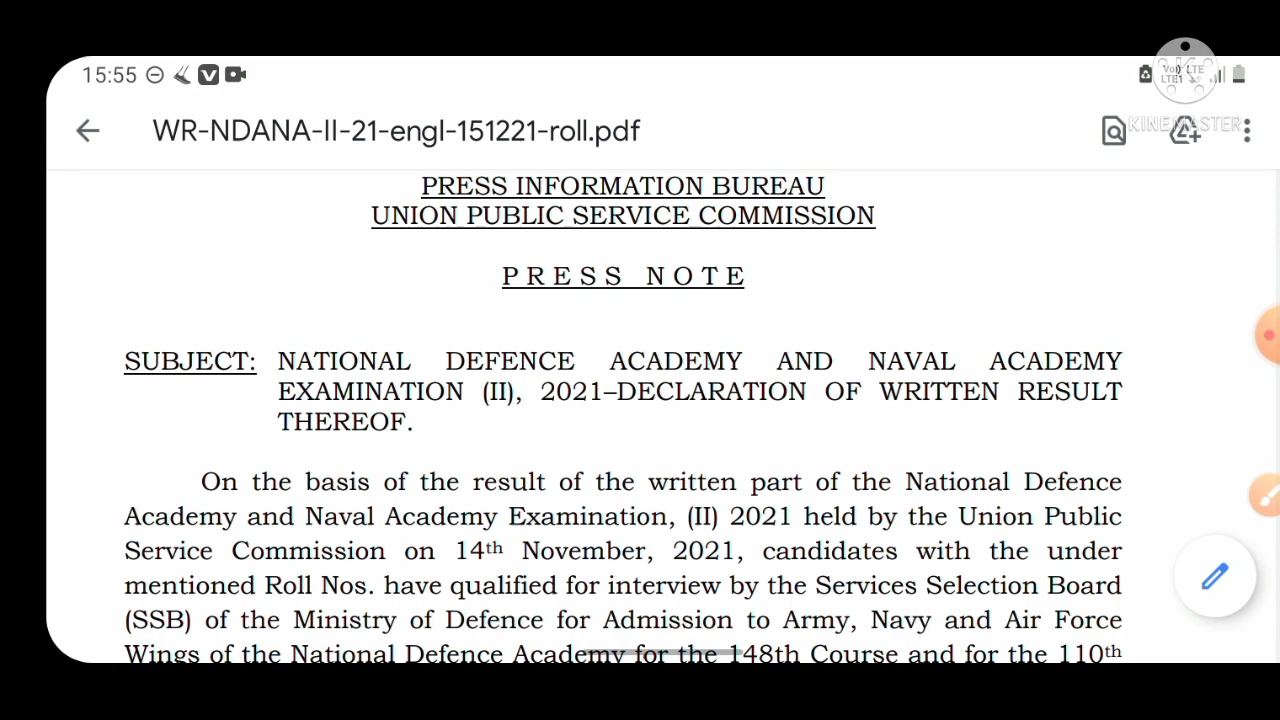 15:55
Vo) LTE
LTE1
WR-NDANA-II-21-engl-151221-roll.pdf
KINEMASTER
PRESS INFORMATION BUREAU
UNION PUBLIC SERVICE COMMISSION
P R E S S N O T E
SUBJECT: NATIONAL DEFENCE ACADEMY AND NAVAL ACADEMY
EXAMINATION (II), 2021–DECLARATION OF WRITTEN RESULT
THEREOF.
On the basis of the result of the written part of the National Defence
Academy and Naval Academy Examination, (II) 2021 held by the Union Public
Service Commission on 14th November, 2021, candidates with the under
mentioned Roll Nos. have qualified for interview by the Services Selection Board
(SSB) of the Ministry of Defence for Admission to Army, Navy and Air Force
Wings of the National Defence Academy for the 148th Course and for the 110th